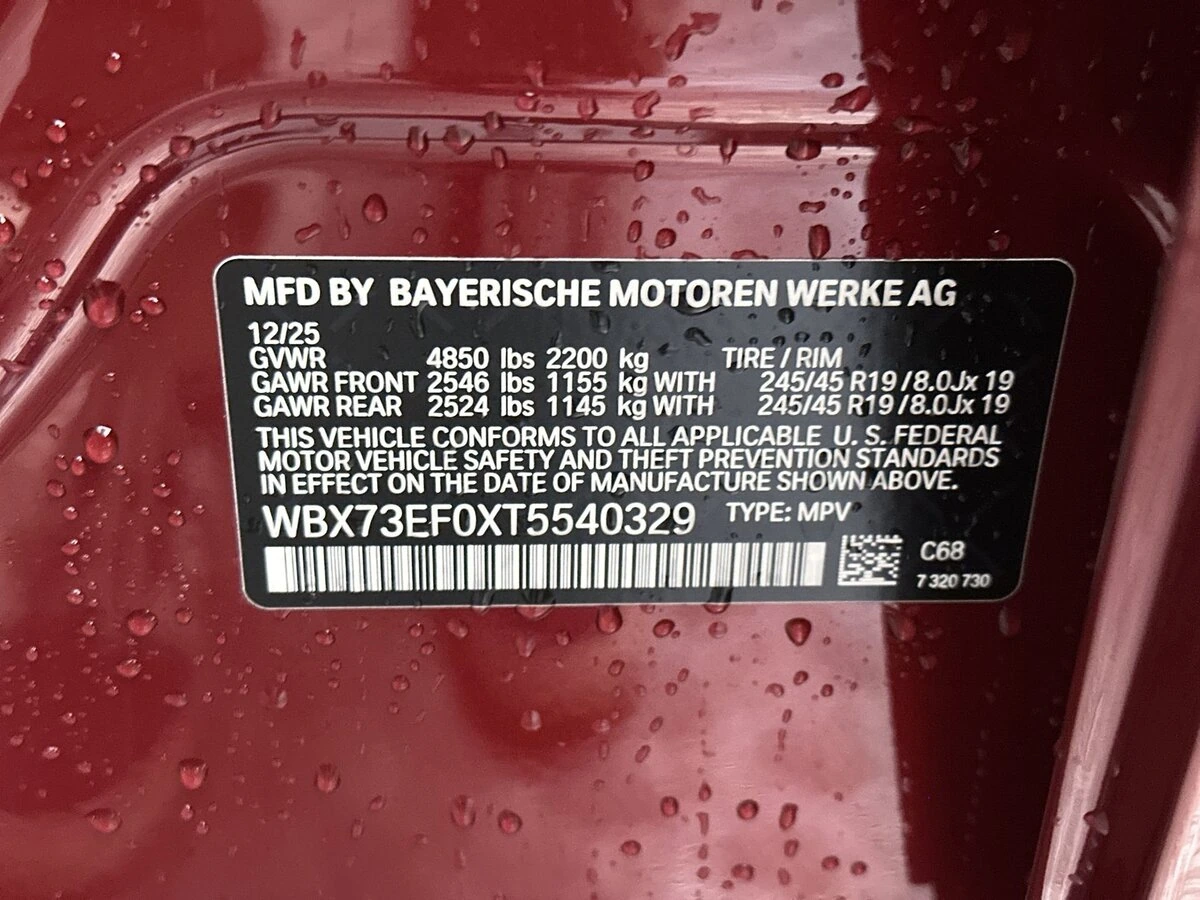 MFD BY BAYERISCHE MOTOREN WERKE AG
12/25
GVWR 4850 lbs 2200 kg TIRE / RIM
GAWR FRONT 2546 lbs 1155 kg WITH 245/45 R19 / 8.0Jx 19
GAWR REAR 2524 lbs 1145 kg WITH 245/45 R19 / 8.0Jx 19
THIS VEHICLE CONFORMS TO ALL APPLICABLE U. S. FEDERAL
MOTOR VEHICLE SAFETY AND THEFT PREVENTION STANDARDS
IN EFFECT ON THE DATE OF MANUFACTURE SHOWN ABOVE.
WBX73EF0XT5540329 TYPE: MPV
C68
7 320 730